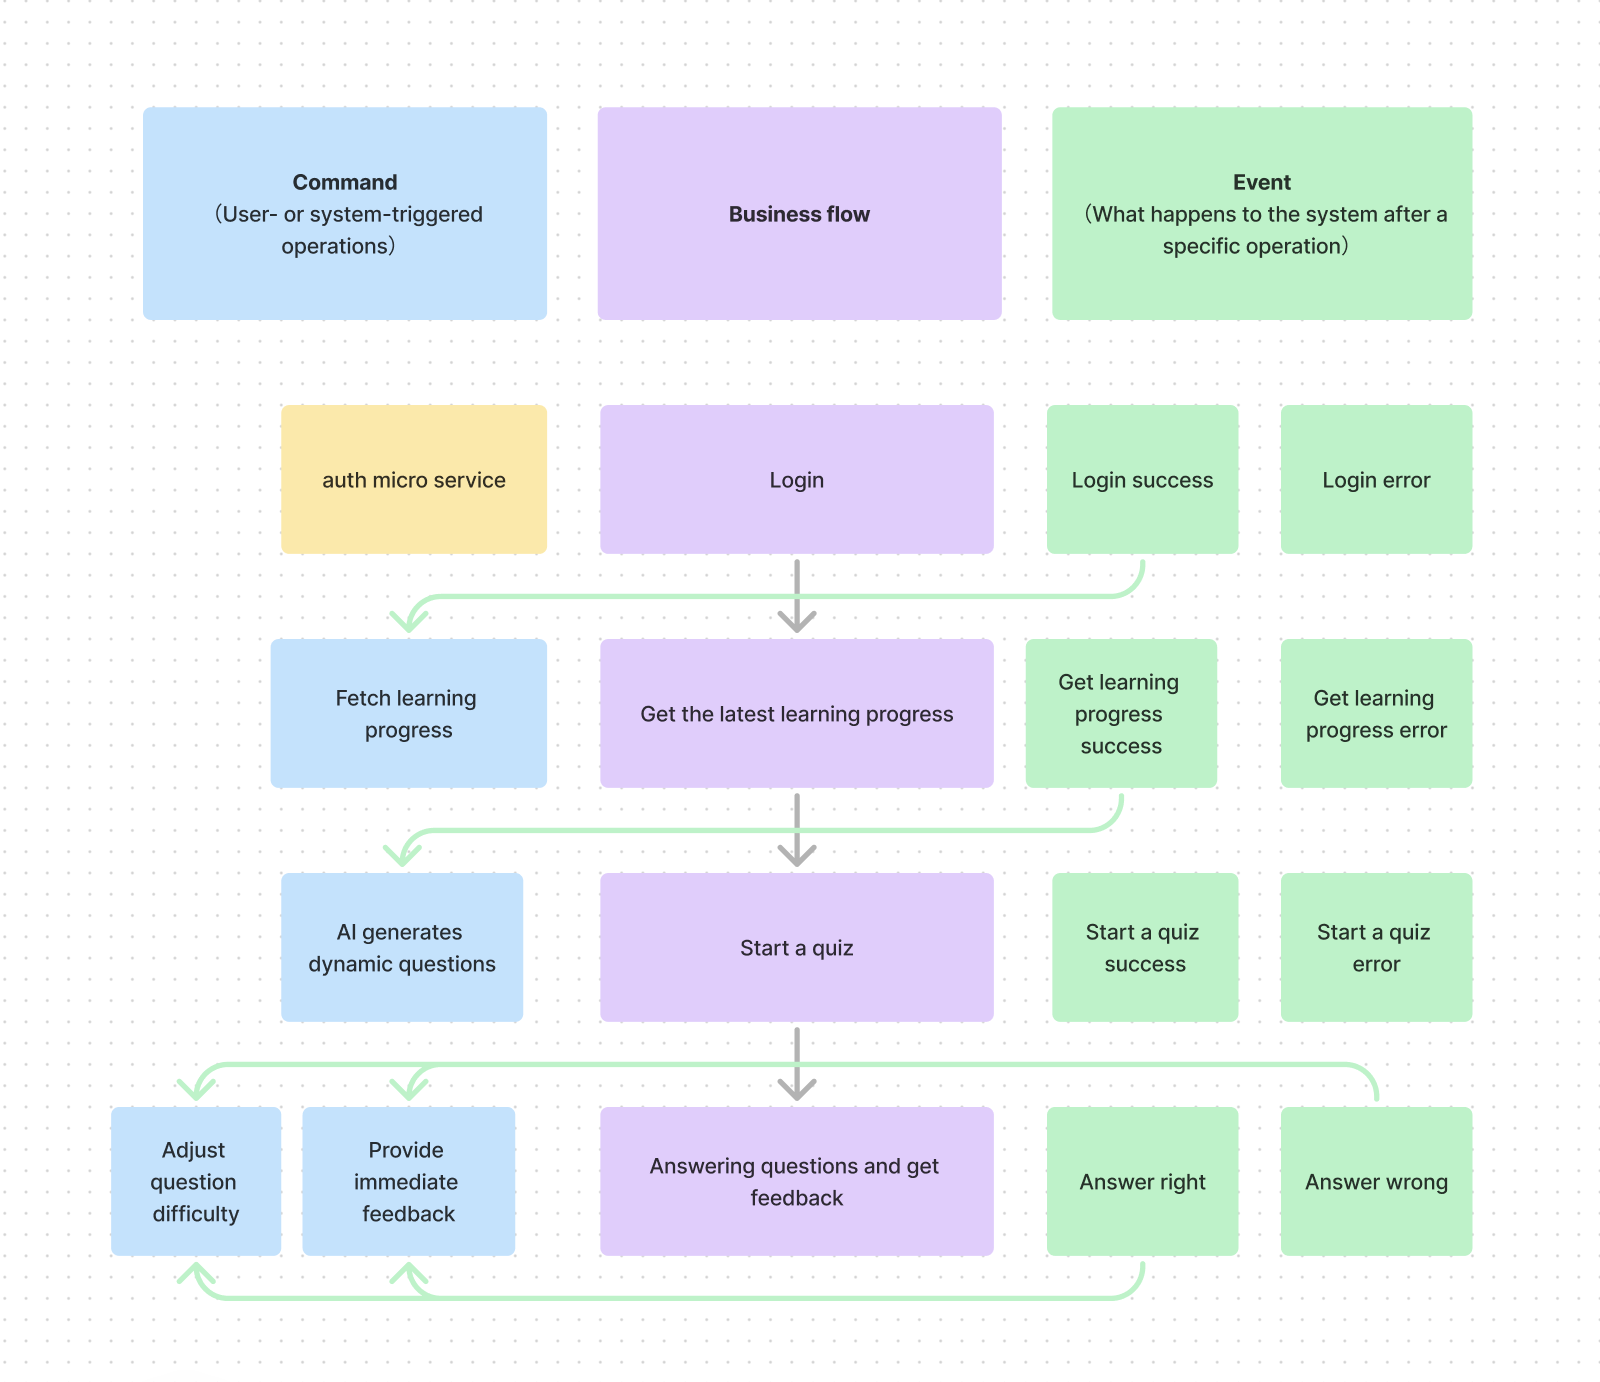 Command
（User- or system-triggered
operations）
Business flow
Event
（What happens to the system after a
specific operation）
auth micro service
Login
Login success
Login error
Fetch learning
progress
Get the latest learning progress
Get learning
progress
success
Get learning
progress error
AI generates
dynamic questions
Start a quiz
Start a quiz
success
Start a quiz
error
Adjust
question
difficulty
Provide
immediate
feedback
Answering questions and get
feedback
Answer right
Answer wrong